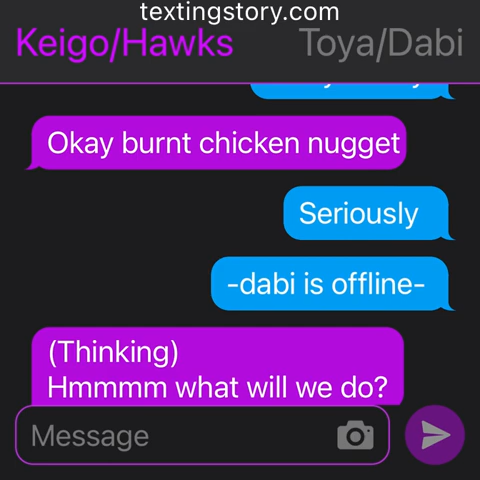 textingstory.com
Keigo/Hawks Toya/Dabi
Okay burnt chicken nugget
Seriously
-dabi is offline-
(Thinking)
Hmmmm what will we do?
Message